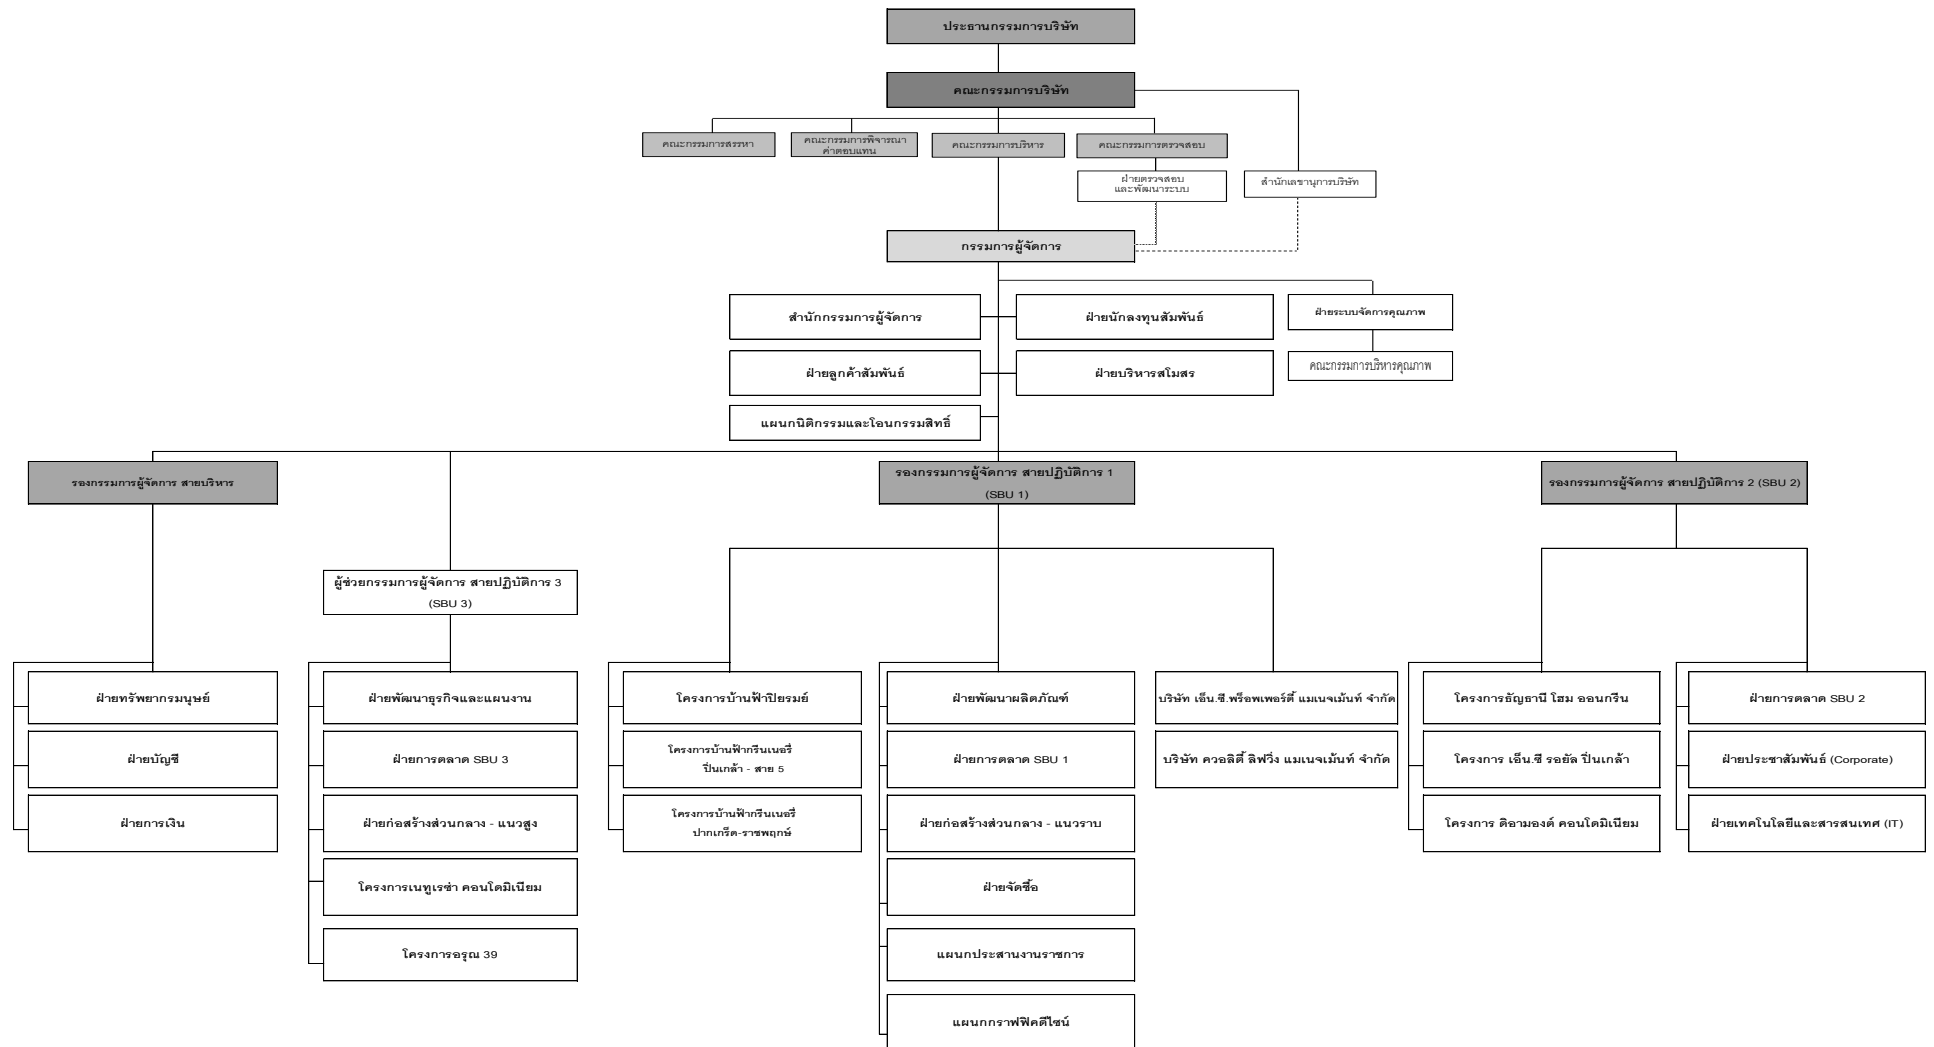 ประธานกรรมการบริษัท
คณะกรรมการบริษัท
คณะกรรมการสรรหา
คณะกรรมการพิจารณา
ค่าตอบแทน
คณะกรรมการบริหาร
คณะกรรมการตรวจสอบ
ฝ่ายตรวจสอบ
และพัฒนาระบบ
สำนักเลขานุการบริษัท
กรรมการผู้จัดการ
สำนักกรรมการผู้จัดการ
ฝ่ายนักลงทุนสัมพันธ์
ฝ่ายระบบจัดการคุณภาพ
ฝ่ายลูกค้าสัมพันธ์
ฝ่ายบริหารสโมสร
คณะกรรมการบริหารคุณภาพ
แผนกนิติกรรมและโอนกรรมสิทธิ์
รองกรรมการผู้จัดการ สายบริหาร
รองกรรมการผู้จัดการ สายปฏิบัติการ 1
(SBU 1)
รองกรรมการผู้จัดการ สายปฏิบัติการ 2 (SBU 2)
ผู้ช่วยกรรมการผู้จัดการ สายปฏิบัติการ 3
(SBU 3)
ฝ่ายทรัพยากรมนุษย์
ฝ่ายพัฒนาธุรกิจและแผนงาน
โครงการบ้านฟ้าปิยรมย์
ฝ่ายพัฒนาผลิตภัณฑ์
บริษัท เอ็น.ซี.พร็อพเพอร์ตี้ แมเนจเม้นท์ จำกัด
โครงการธัญธานี โฮม ออนกรีน
ฝ่ายการตลาด SBU 2
ฝ่ายบัญชี
ฝ่ายการตลาด SBU 3
โครงการบ้านฟ้ากรีนเนอรี่
ปิ่นเกล้า - สาย 5
ฝ่ายการตลาด SBU 1
บริษัท ควอลิตี้ ลิฟวิ่ง แมเนจเม้นท์ จำกัด
โครงการ เอ็น.ซี รอยัล ปิ่นเกล้า
ฝ่ายประชาสัมพันธ์ (Corporate)
ฝ่ายการเงิน
ฝ่ายก่อสร้างส่วนกลาง - แนวสูง
โครงการบ้านฟ้ากรีนเนอรี่
ปากเกร็ด-ราชพฤกษ์
ฝ่ายก่อสร้างส่วนกลาง - แนวราบ
โครงการ ดิอามองต์ คอนโดมิเนียม
ฝ่ายเทคโนโลยีและสารสนเทศ (IT)
โครงการเนทูเรซ่า คอนโดมิเนียม
ฝ่ายจัดซื้อ
โครงการอรุณ 39
แผนกประสานงานราชการ
แผนกกราฟฟิคดีไซน์